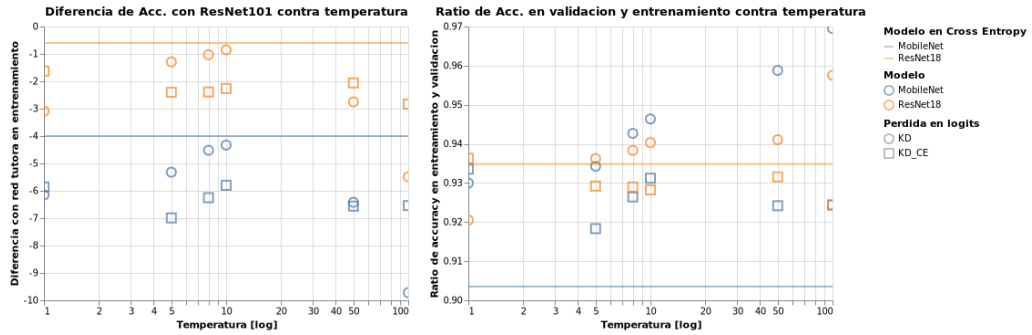 Diferencia de Acc. con ResNet101 contra temperatura
Diferencia con red tutora en entrenamiento
0
-1
-2
-3
-4
-5
-6
-7
-8
-9
-10
1 2 3 4 5 10 20 30 50 100
Temperatura [log]
Ratio de Acc. en validacion y entrenamiento contra temperatura
Ratio de accuracy en entreamiento y validacion
0.97
0.96
0.95
0.94
0.93
0.92
0.91
0.90
1 2 3 4 5 10 20 30 40 50 100
Temperatura [log]
Modelo en Cross Entropy
MobileNet
ResNet18
Modelo
MobileNet
ResNet18
Perdida en logits
KD
KD_CE